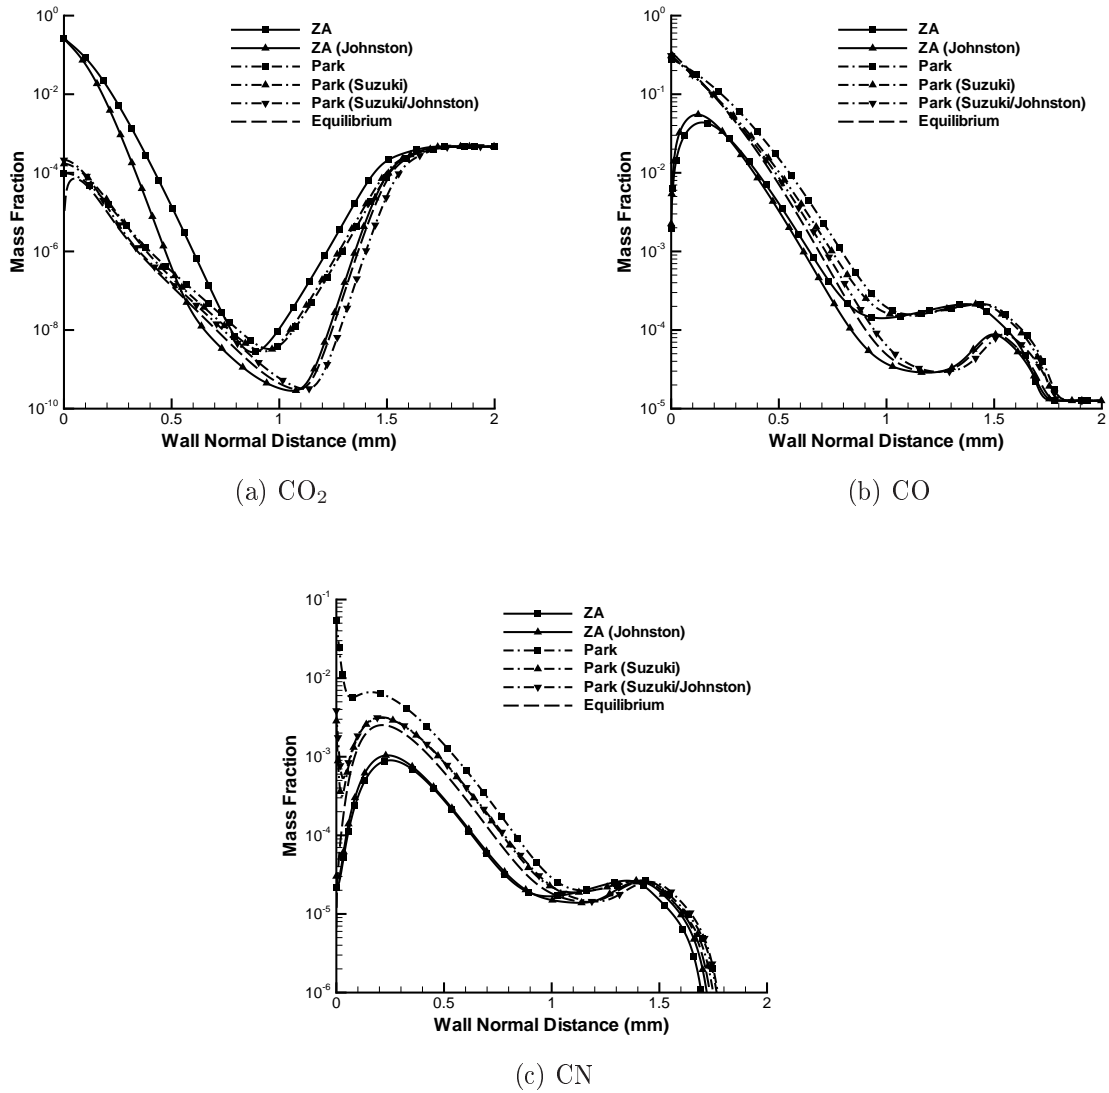 10^0
10^-2
10^-4
10^-6
10^-8
10^-10
Mass Fraction
0 0.5 1 1.5 2
Wall Normal Distance (mm)
ZA
ZA (Johnston)
Park
Park (Suzuki)
Park (Suzuki/Johnston)
Equilibrium
(a) CO₂
10^0
10^-1
10^-2
10^-3
10^-4
10^-5
Mass Fraction
0 0.5 1 1.5 2
Wall Normal Distance (mm)
ZA
ZA (Johnston)
Park
Park (Suzuki)
Park (Suzuki/Johnston)
Equilibrium
(b) CO
10^-1
10^-2
10^-3
10^-4
10^-5
10^-6
Mass Fraction
0 0.5 1 1.5 2
Wall Normal Distance (mm)
ZA
ZA (Johnston)
Park
Park (Suzuki)
Park (Suzuki/Johnston)
Equilibrium
(c) CN